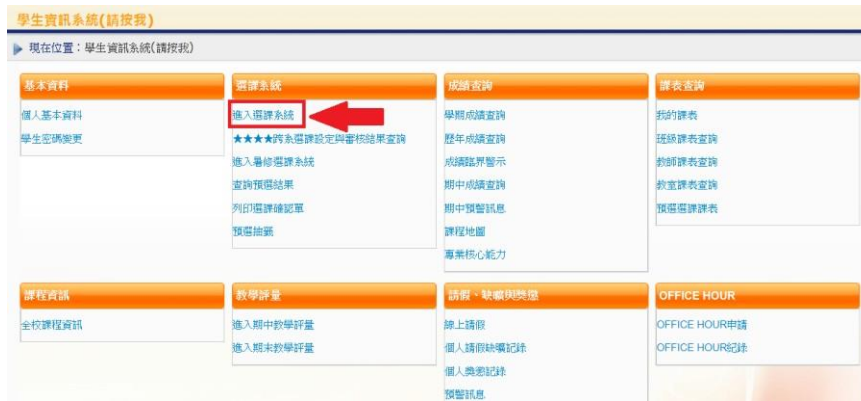 學生資訊系統(請按我)
現在位置：學生資訊系統(請按我)
基本資料
個人基本資料
學生密碼變更
選課系統
進入選課系統
★★★★跨系選課設定與審核結果查詢
進入暑修選課系統
查詢預選結果
列印選課確認單
預選抽籤
成績查詢
學期成績查詢
歷年成績查詢
成績臨界警示
期中成績查詢
期中預警訊息
課程地圖
專業核心能力
課表查詢
我的課表
班級課表查詢
教師課表查詢
教室課表查詢
預選選課課表
課程資訊
全校課程資訊
教學評量
進入期中教學評量
進入期末教學評量
請假、缺曠與獎懲
線上請假
個人請假缺曠記錄
個人獎懲記錄
預警訊息
OFFICE HOUR
OFFICE HOUR申請
OFFICE HOUR紀錄